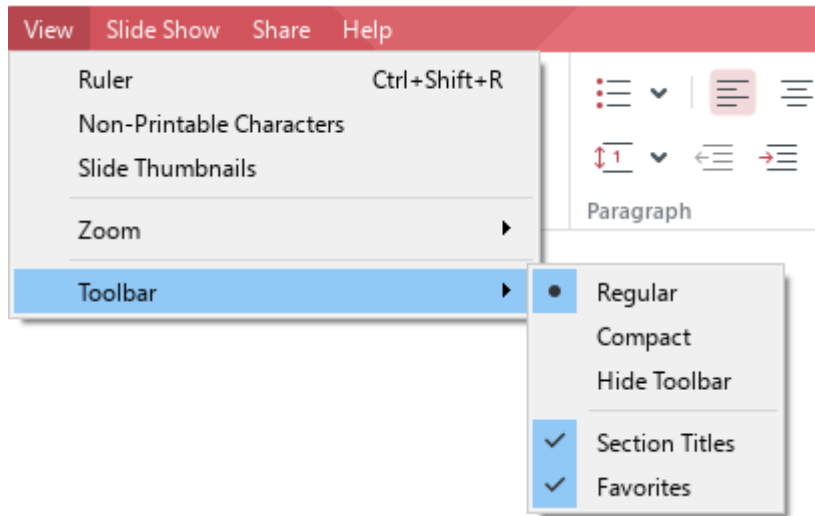 View Slide Show Share Help
Ruler Ctrl+Shift+R
Non-Printable Characters
Slide Thumbnails
Zoom
Toolbar
1
Paragraph
Regular
Compact
Hide Toolbar
Section Titles
Favorites